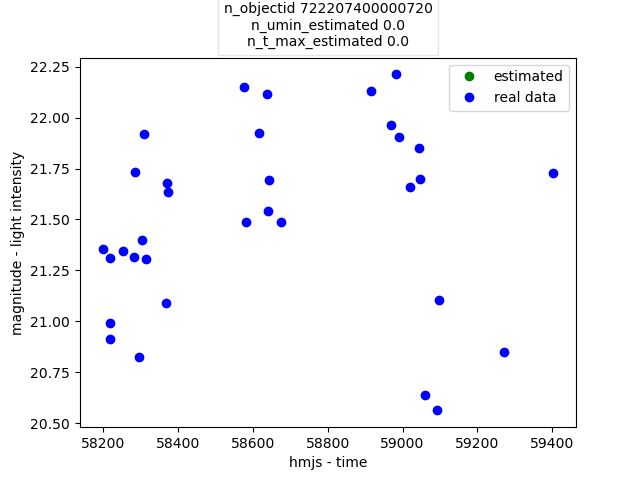 n_objectid 722207400000720
n_umin_estimated 0.0
n_t_max_estimated 0.0
estimated
real data
22.25
22.00
21.75
21.50
21.25
21.00
20.75
20.50
magnitude - light intensity
58200 58400 58600 58800 59000 59200 59400
hmjs - time